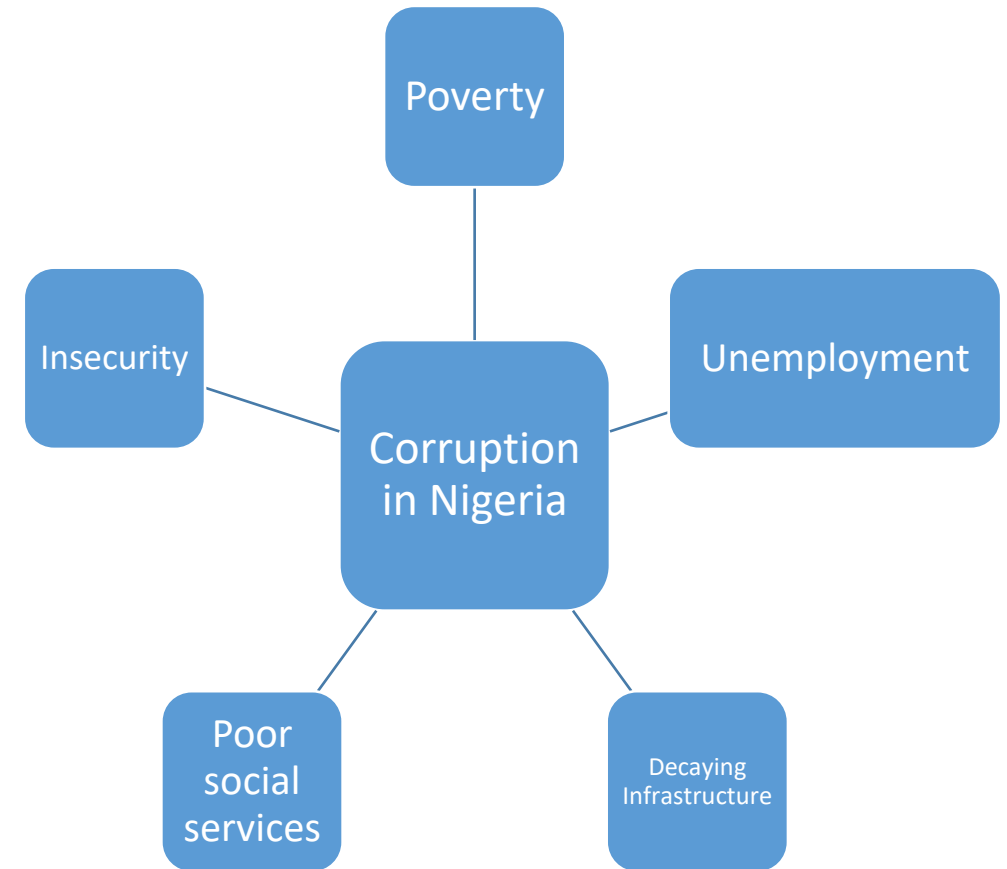 Poverty
Insecurity
Unemployment
Corruption
in Nigeria
Poor
social
services
Decaying
Infrastructure